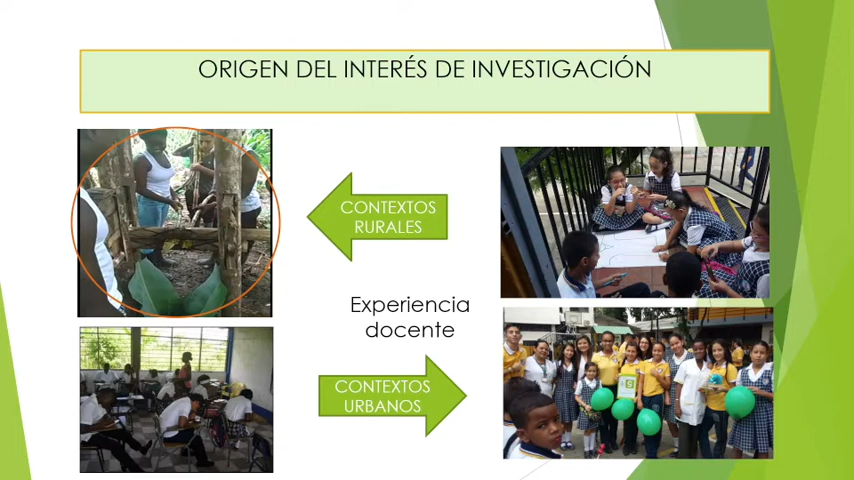 ORIGEN DEL INTERÉS DE INVESTIGACIÓN
CONTEXTOS
RURALES
Experiencia
docente
CONTEXTOS
URBANOS